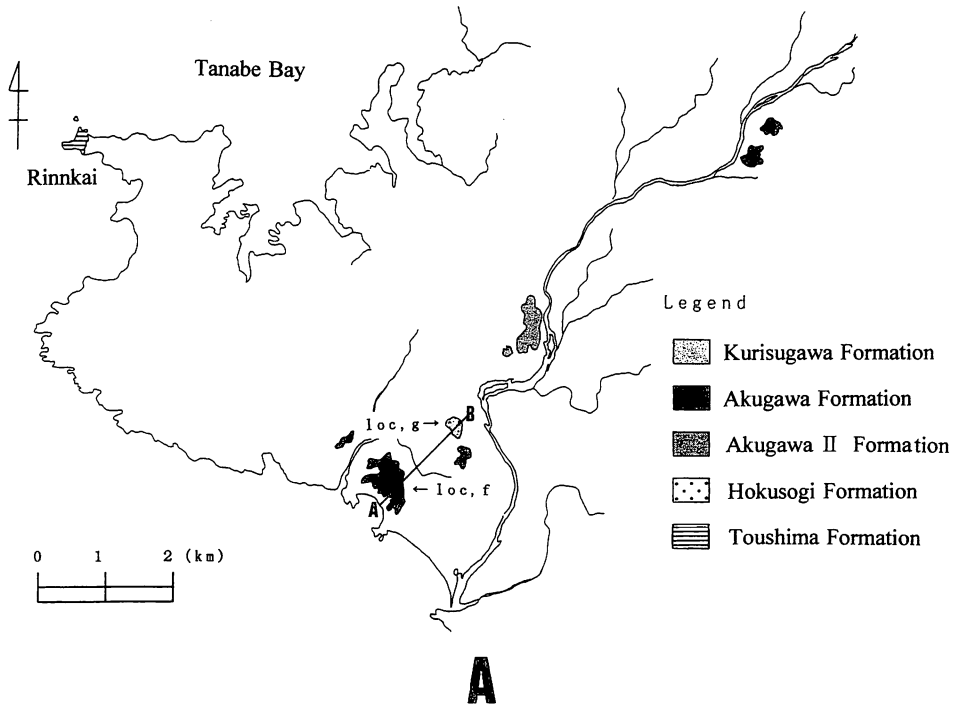 Tanabe Bay
Rinnkai
Legend
Kurisugawa Formation
Akugawa Formation
Akugawa II Formation
Hokusogi Formation
Toushima Formation
loc,g→
B
←loc,f
A
0 1 2 (km)
A